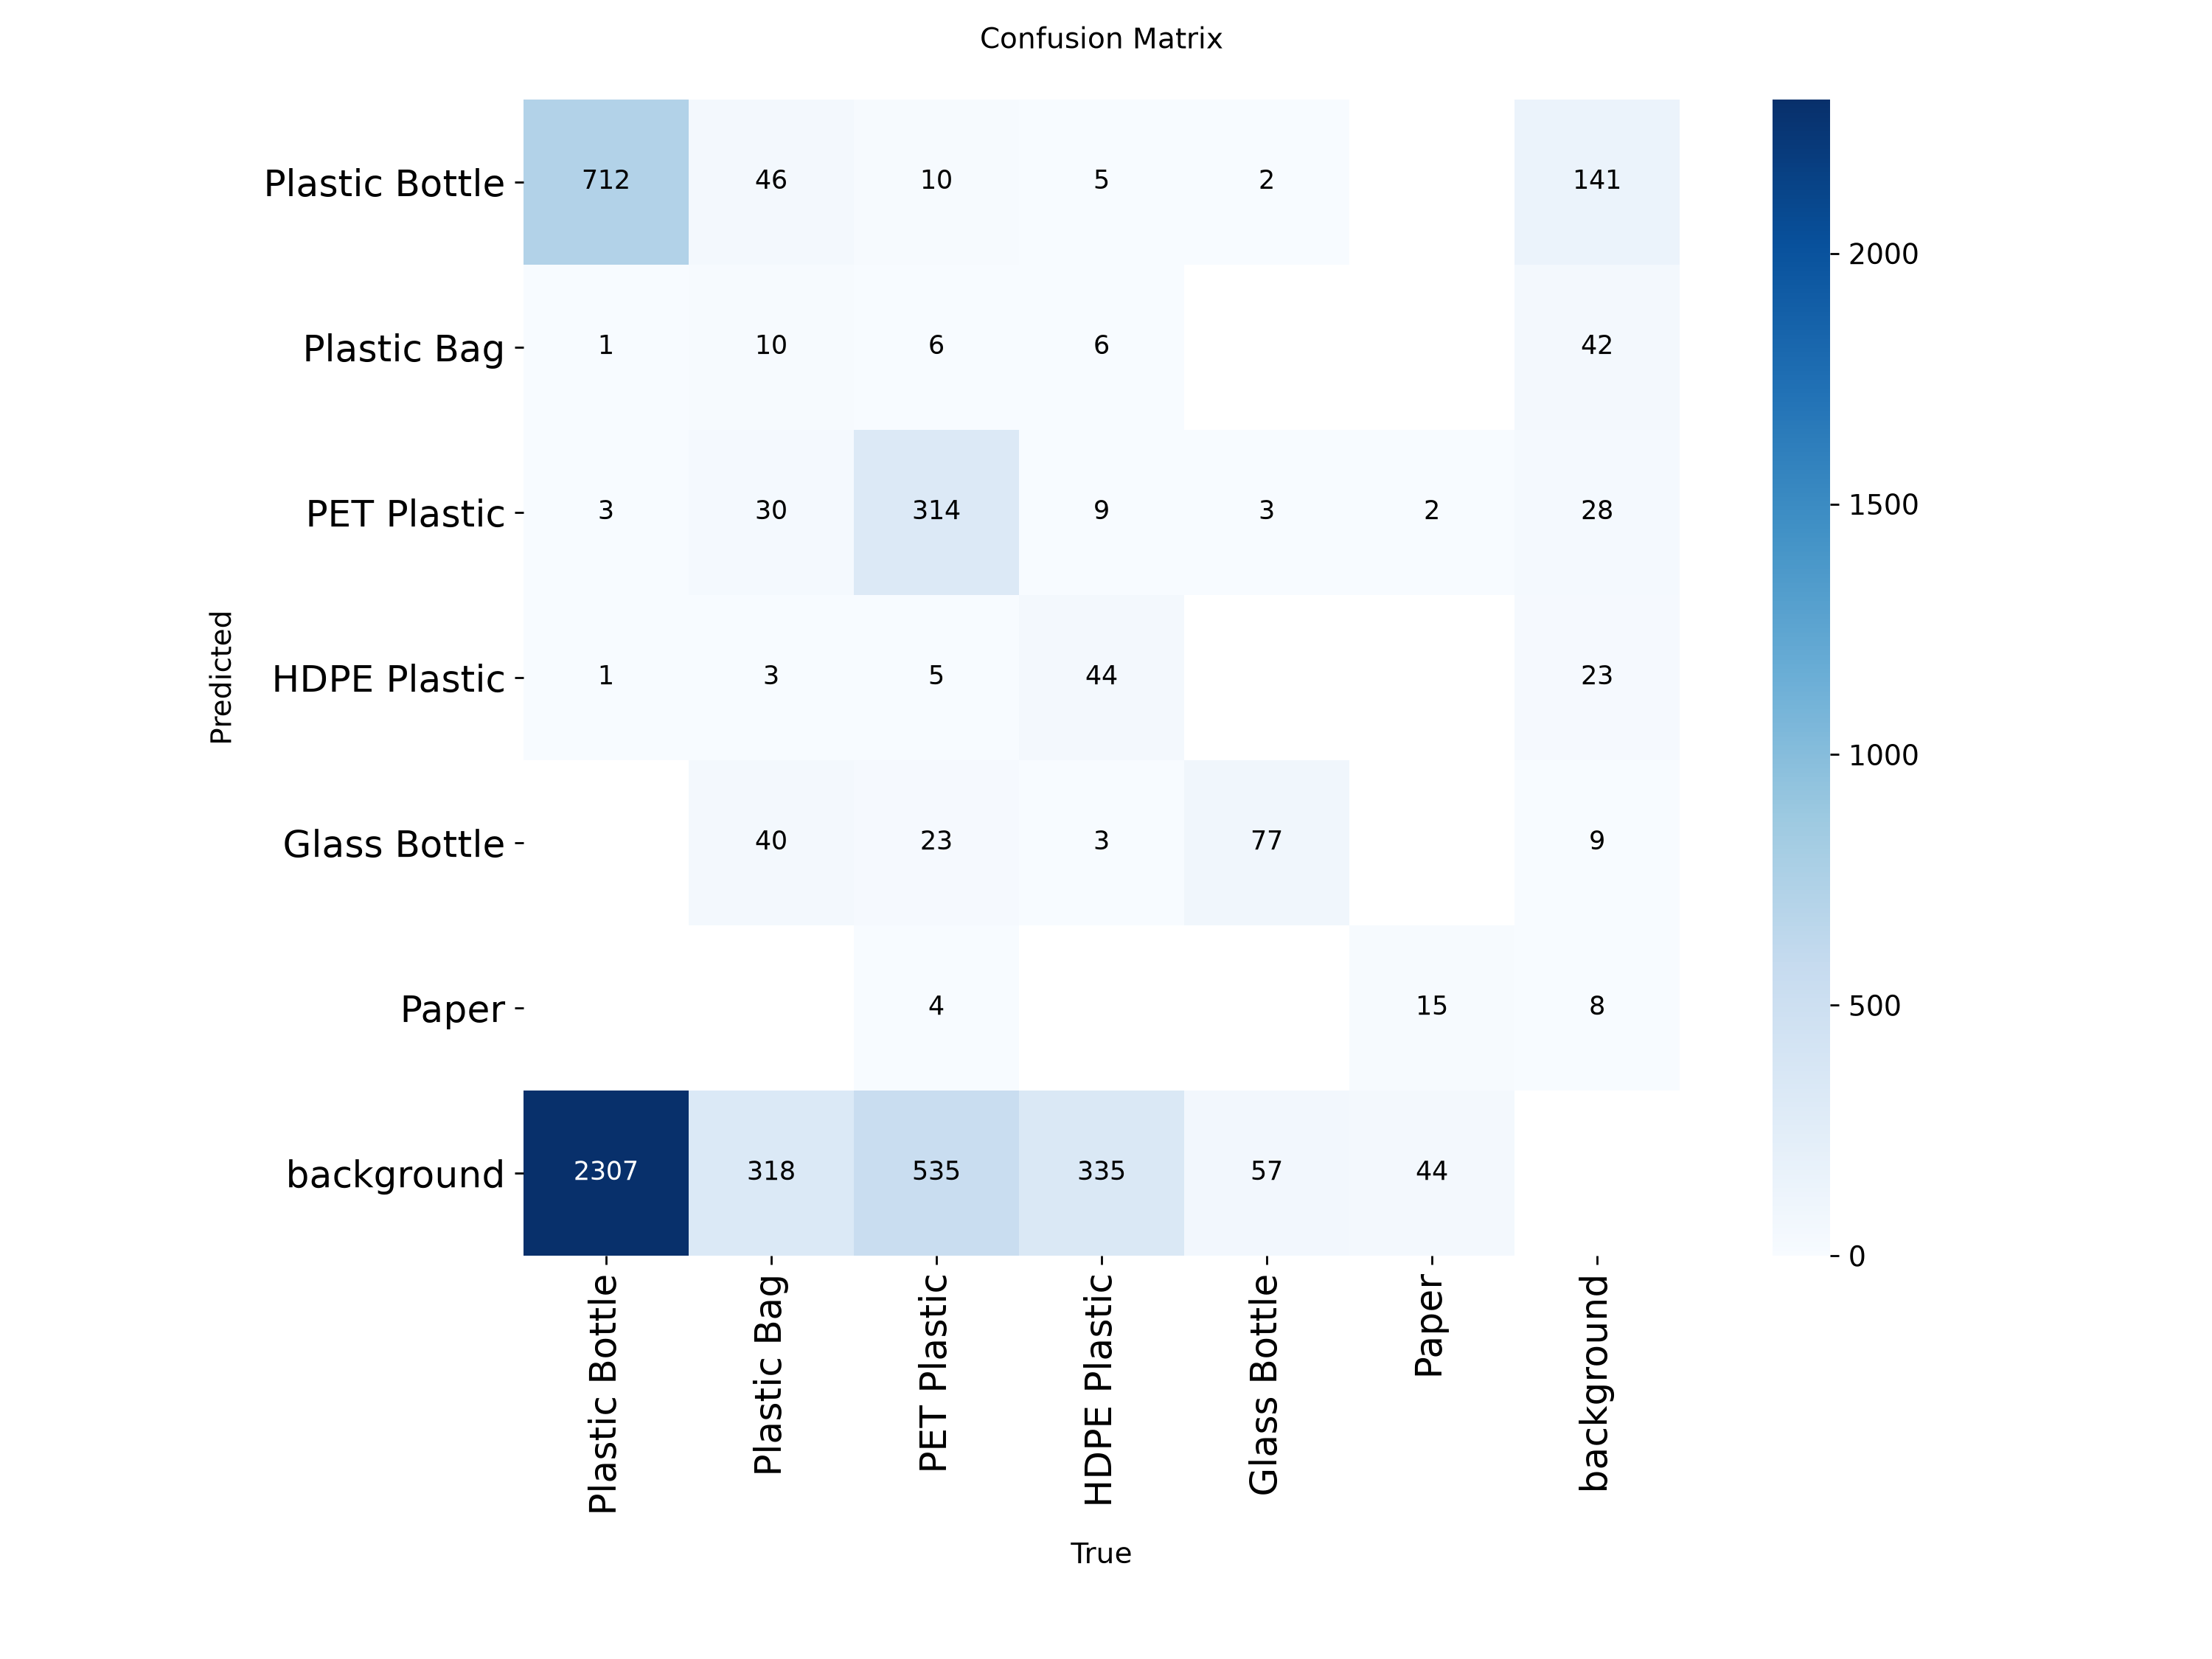 Confusion Matrix
Plastic Bottle 712 46 10 5 2 141
2000
Plastic Bag 1 10 6 6 42
1500
PET Plastic 3 30 314 9 3 2 28
Predicted
HDPE Plastic 1 3 5 44 23
1000
Glass Bottle 40 23 3 77 9
500
Paper 4 15 8
background 2307 318 535 335 57 44
0
Plastic Bottle
Plastic Bag
PET Plastic
HDPE Plastic
Glass Bottle
Paper
background
True